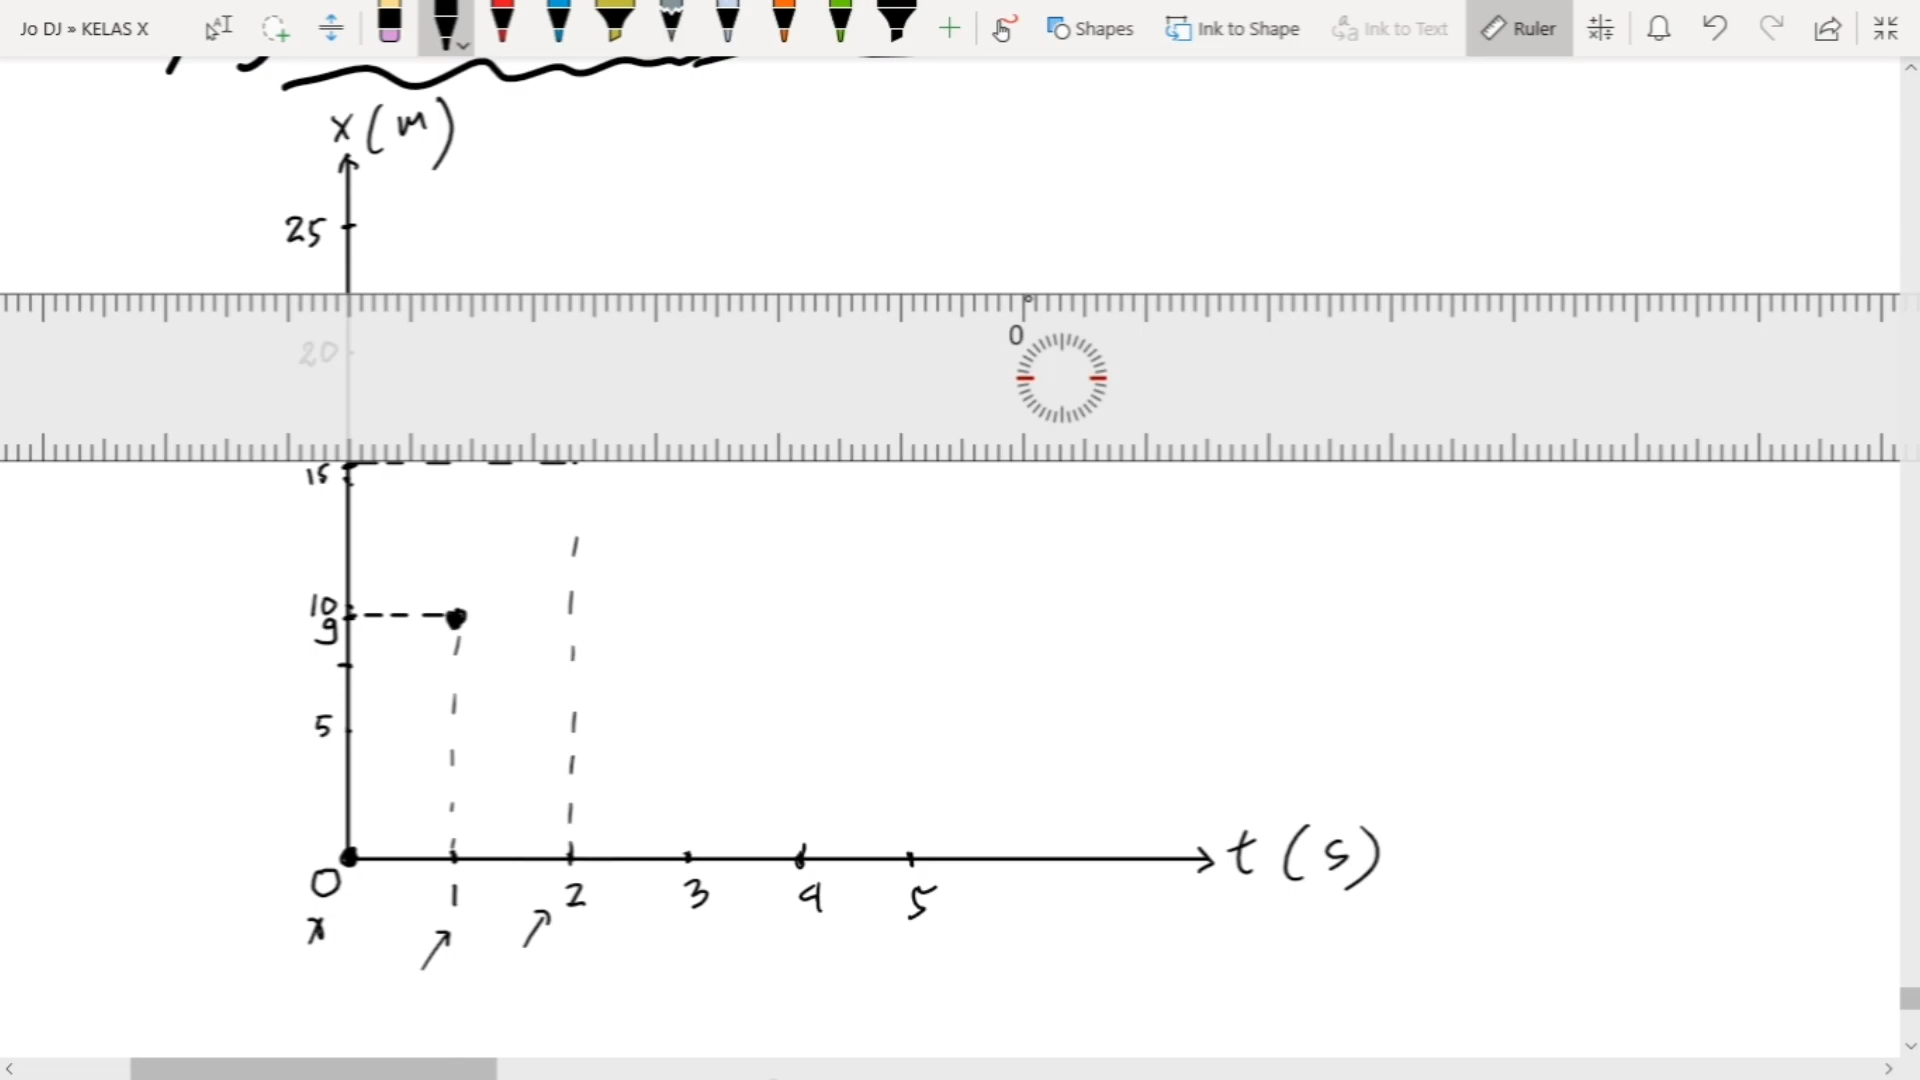 Jo DJ » KELAS X
Shapes
Ink to Shape
Ink to Text
Ruler
x (m)
25
0
20
15
10
9
5
0
1
2
3
4
5
t (s)
x